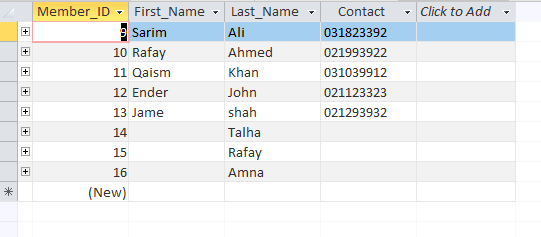 Member_ID First_Name Last_Name Contact Click to Add
9 Sarim Ali 031823392
10 Rafay Ahmed 021993922
11 Qaism Khan 031039912
12 Ender John 021123323
13 Jame shah 021293932
14 Talha
15 Rafay
16 Amna
(New)